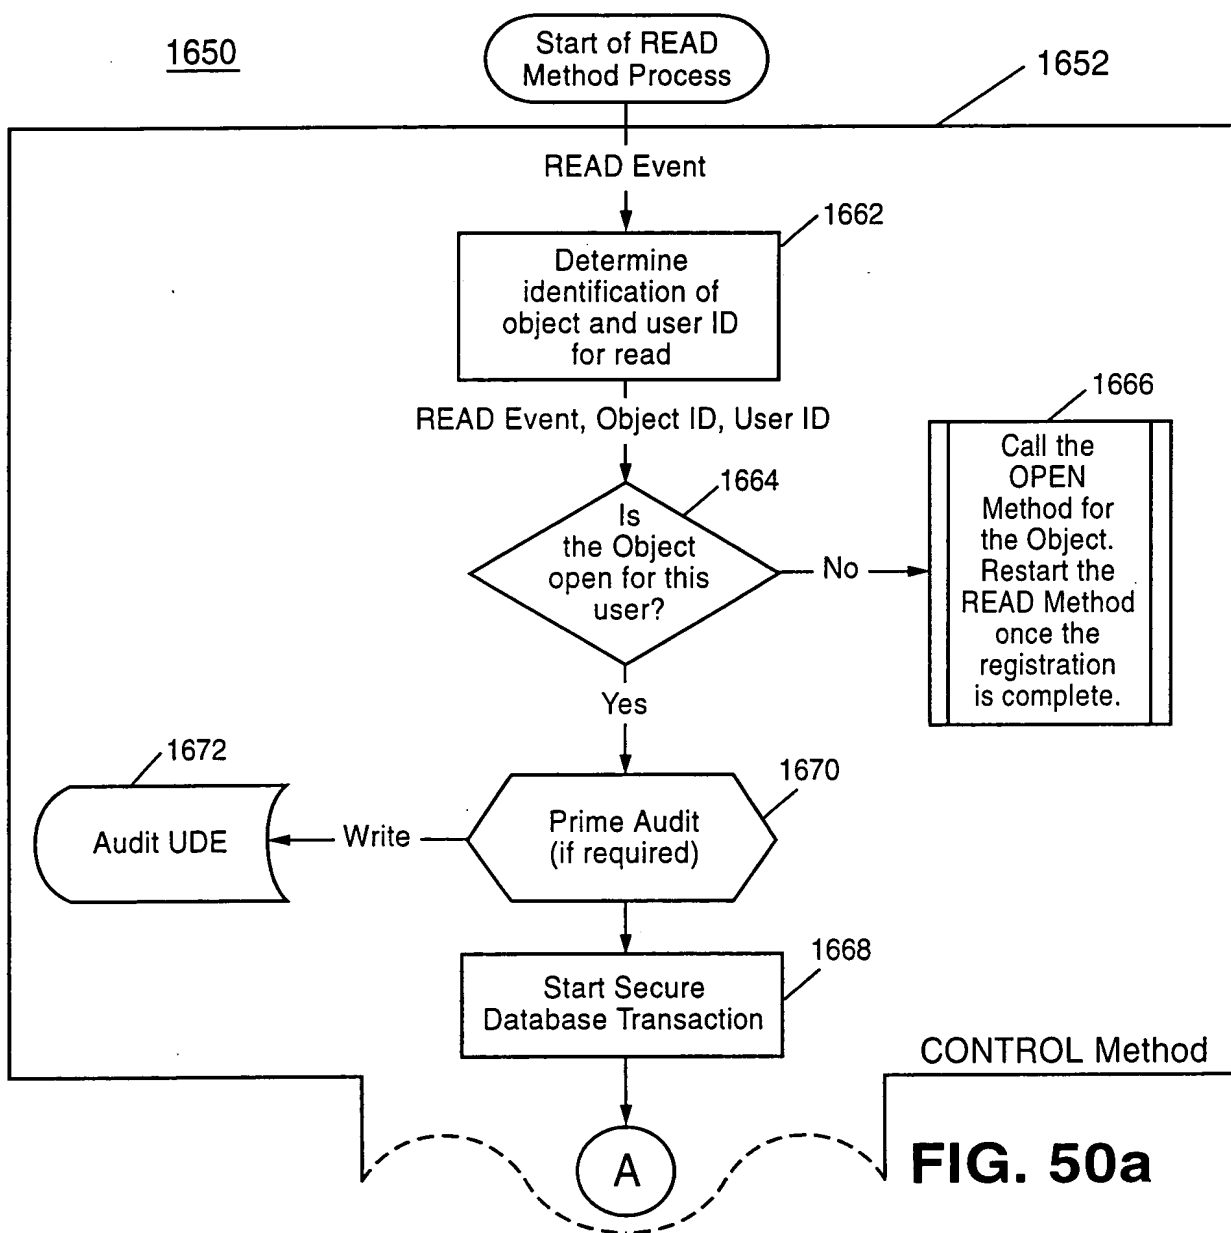 1650
Start of READ
Method Process
1652
READ Event
1662
Determine
identification of
object and user ID
for read
READ Event, Object ID, User ID
1664
Is
the Object
open for this
user?
No
1666
Call the
OPEN
Method for
the Object.
Restart the
READ Method
once the
registration
is complete.
Yes
1672
Audit UDE
Write
1670
Prime Audit
(if required)
1668
Start Secure
Database Transaction
CONTROL Method
A
FIG. 50a